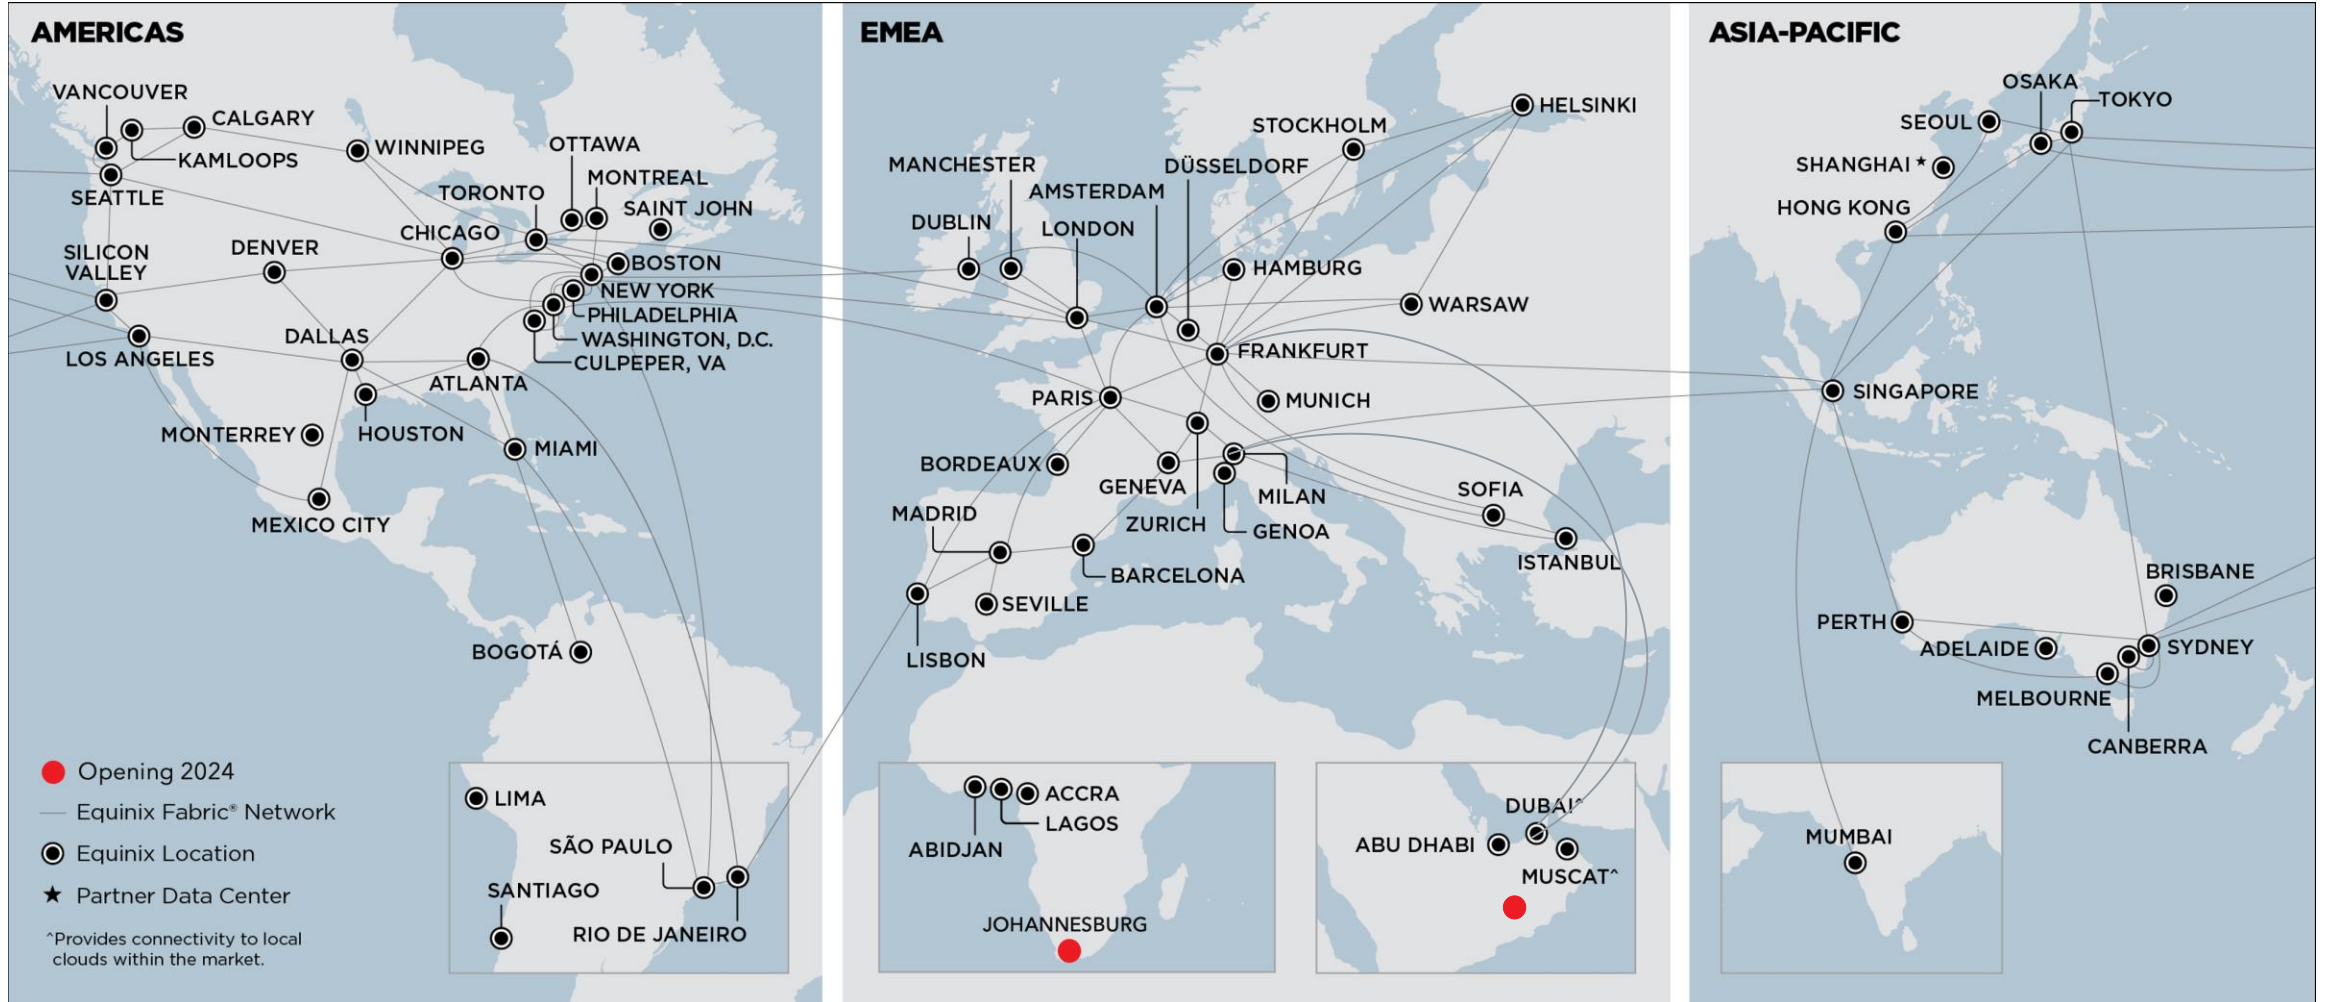 AMERICAS
VANCOUVER
CALGARY
KAMLOOPS
SEATTLE
WINNIPEG
OTTAWA
MONTREAL
TORONTO
SAINT JOHN
CHICAGO
SILICON
VALLEY
DENVER
BOSTON
NEW YORK
PHILADELPHIA
WASHINGTON, D.C.
CULPEPER, VA
DALLAS
LOS ANGELES
ATLANTA
MONTERREY
HOUSTON
MIAMI
MEXICO CITY
BOGOTÁ
LIMA
SÃO PAULO
SANTIAGO
RIO DE JANEIRO
Opening 2024
Equinix Fabric® Network
Equinix Location
★ Partner Data Center
^Provides connectivity to local
clouds within the market.
EMEA
HELSINKI
STOCKHOLM
MANCHESTER
DÜSSELDORF
AMSTERDAM
DUBLIN
LONDON
HAMBURG
WARSAW
FRANKFURT
PARIS
MUNICH
BORDEAUX
GENEVA
MILAN
SOFIA
MADRID
ZURICH
GENOA
ISTANBUL
BARCELONA
SEVILLE
LISBON
ACCRA
LAGOS
ABIDJAN
JOHANNESBURG
DUBAI^
ABU DHABI
MUSCAT^
ASIA-PACIFIC
OSAKA
TOKYO
SEOUL
SHANGHAI ★
HONG KONG
SINGAPORE
BRISBANE
PERTH
ADELAIDE
SYDNEY
MELBOURNE
CANBERRA
MUMBAI